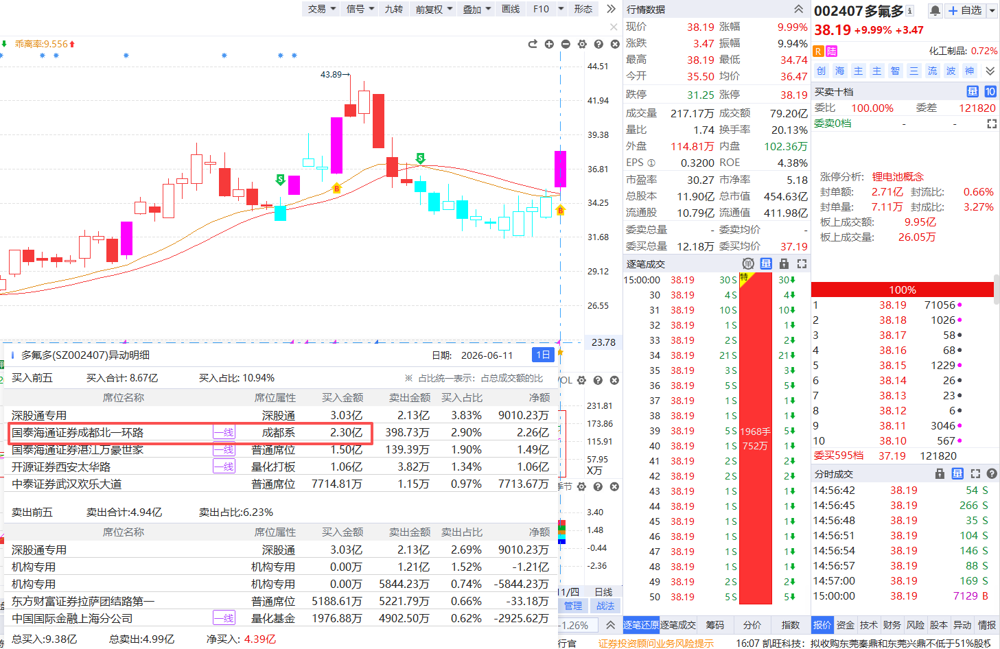 交易 信号 九转 前复权 叠加 画线 F10 形态
乖离率:9.556
43.89
44.51
41.94
39.38
36.81
34.25
31.68
29.12
26.55
23.78
S
B
S
B
多氟多(SZ002407)异动明细 日期: 2026-06-11 1日
买入前五 买入合计: 8.67亿 买入占比: 10.94% ※ 占比统一表示：占总成交额的比
席位名称 席位属性 买入金额 卖出金额 买入占比 净额
深股通专用 深股通 3.03亿 2.13亿 3.83% 9010.23万
国泰海通证券成都北一环路 一线 成都系 2.30亿 398.73万 2.90% 2.26亿
国泰海通证券湛江万豪世家 一线 普通席位 1.50亿 139.39万 1.90% 1.49亿
开源证券西安太华路 一线 量化打板 1.06亿 3.82万 1.34% 1.06亿
中泰证券武汉欢乐大道 普通席位 7714.81万 1.15万 0.97% 7713.67万
卖出前五 卖出合计:4.94亿 卖出占比:6.23%
席位名称 席位属性 买入金额 卖出金额 卖出占比 净额
深股通专用 深股通 3.03亿 2.13亿 2.69% 9010.23万
机构专用 机构专用 0.00万 1.21亿 1.52% -1.21亿
机构专用 机构专用 0.00万 5844.23万 0.74% -5844.23万
东方财富证券拉萨团结路第一 普通席位 5188.61万 5221.79万 0.66% -33.18万
中国国际金融上海分公司 一线 量化基金 1976.88万 4902.50万 0.62% -2925.62万
总买入:9.38亿 总卖出:4.99亿 净买入: 4.39亿
VOL
231.81
173.86
115.91
57.95
X万
季节
3.40
1.48
-0.44
-2.36
11/四 日线
管理 战法
-1.26%
行情数据
现价 38.19 涨幅 9.99%
涨跌 3.47 振幅 9.94%
最高 38.19 最低 34.74
今开 35.50 均价 36.47
跌停 31.25 涨停 38.19
成交量 217.17万 成交额 79.20亿
量比 1.74 换手率 20.13%
外盘 114.81万 内盘 102.36万
EPS ① 0.3200 ROE 4.38%
市盈率 30.27 市净率 5.18
总股本 11.90亿 总市值 454.63亿
流通股 10.79亿 流通值 411.98亿
委卖总量 - 委卖均价 -
委买总量 12.18万 委买均价 37.19
逐笔成交 单 量
15:00:00 38.19 30 S 特 30
30 38.19 4 S 4
31 38.19 10 S 10
32 38.19 1 S 1
33 38.19 2 S 2
34 38.19 21 S 21
35 38.19 3 S 3
36 38.19 5 S 5
37 38.19 1 S 1
38 38.19 1 S 1
39 38.19 5 S 1968手 5
40 38.19 1 S 752万 1
41 38.19 2 S 2
42 38.19 2 S 2
43 38.19 1 S 1
44 38.19 1 S 1
45 38.19 1 S 1
46 38.19 1 S 1
47 38.19 1 S 1
48 38.19 1 S 1
49 38.19 2 S 2
50 38.19 5 S 5
逐笔还原 逐笔成交 筹码 分价 指数
002407 多氟多 自选
38.19 +9.99% +3.47
R 陆 化工制品: 0.72%
创 海 主 主 智 三 流 波 神
买卖十档 量 10
委比 100.00% 委差 121820
委卖0档 - -
涨停分析: 锂电池概念
封单额: 2.71亿 封流比: 0.66%
封单量: 7.11万 封成比: 3.27%
板上成交额: 9.95亿
板上成交量: 26.05万
100%
1 38.19 71056
2 38.18 1026
3 38.17 58
4 38.16 68
5 38.15 1229
6 38.14 26
7 38.13 23
8 38.12 6
9 38.11 3046
10 38.10 567
委买595档 37.19 121820
分时成交 量
14:56:42 38.19 54 S
14:56:45 38.19 266 S
14:56:48 38.19 35 S
14:56:51 38.19 104 S
14:56:54 38.19 146 S
14:56:57 38.19 88 S
14:57:00 38.19 169 S
15:00:00 38.19 7129 B
报价 资金 技术 财务 风险 股本 异动 情报
行官 证券投资顾问业务风险提示 16:07 凯旺科技： 拟收购东莞秦鼎和东莞兴鼎不低于51%股权